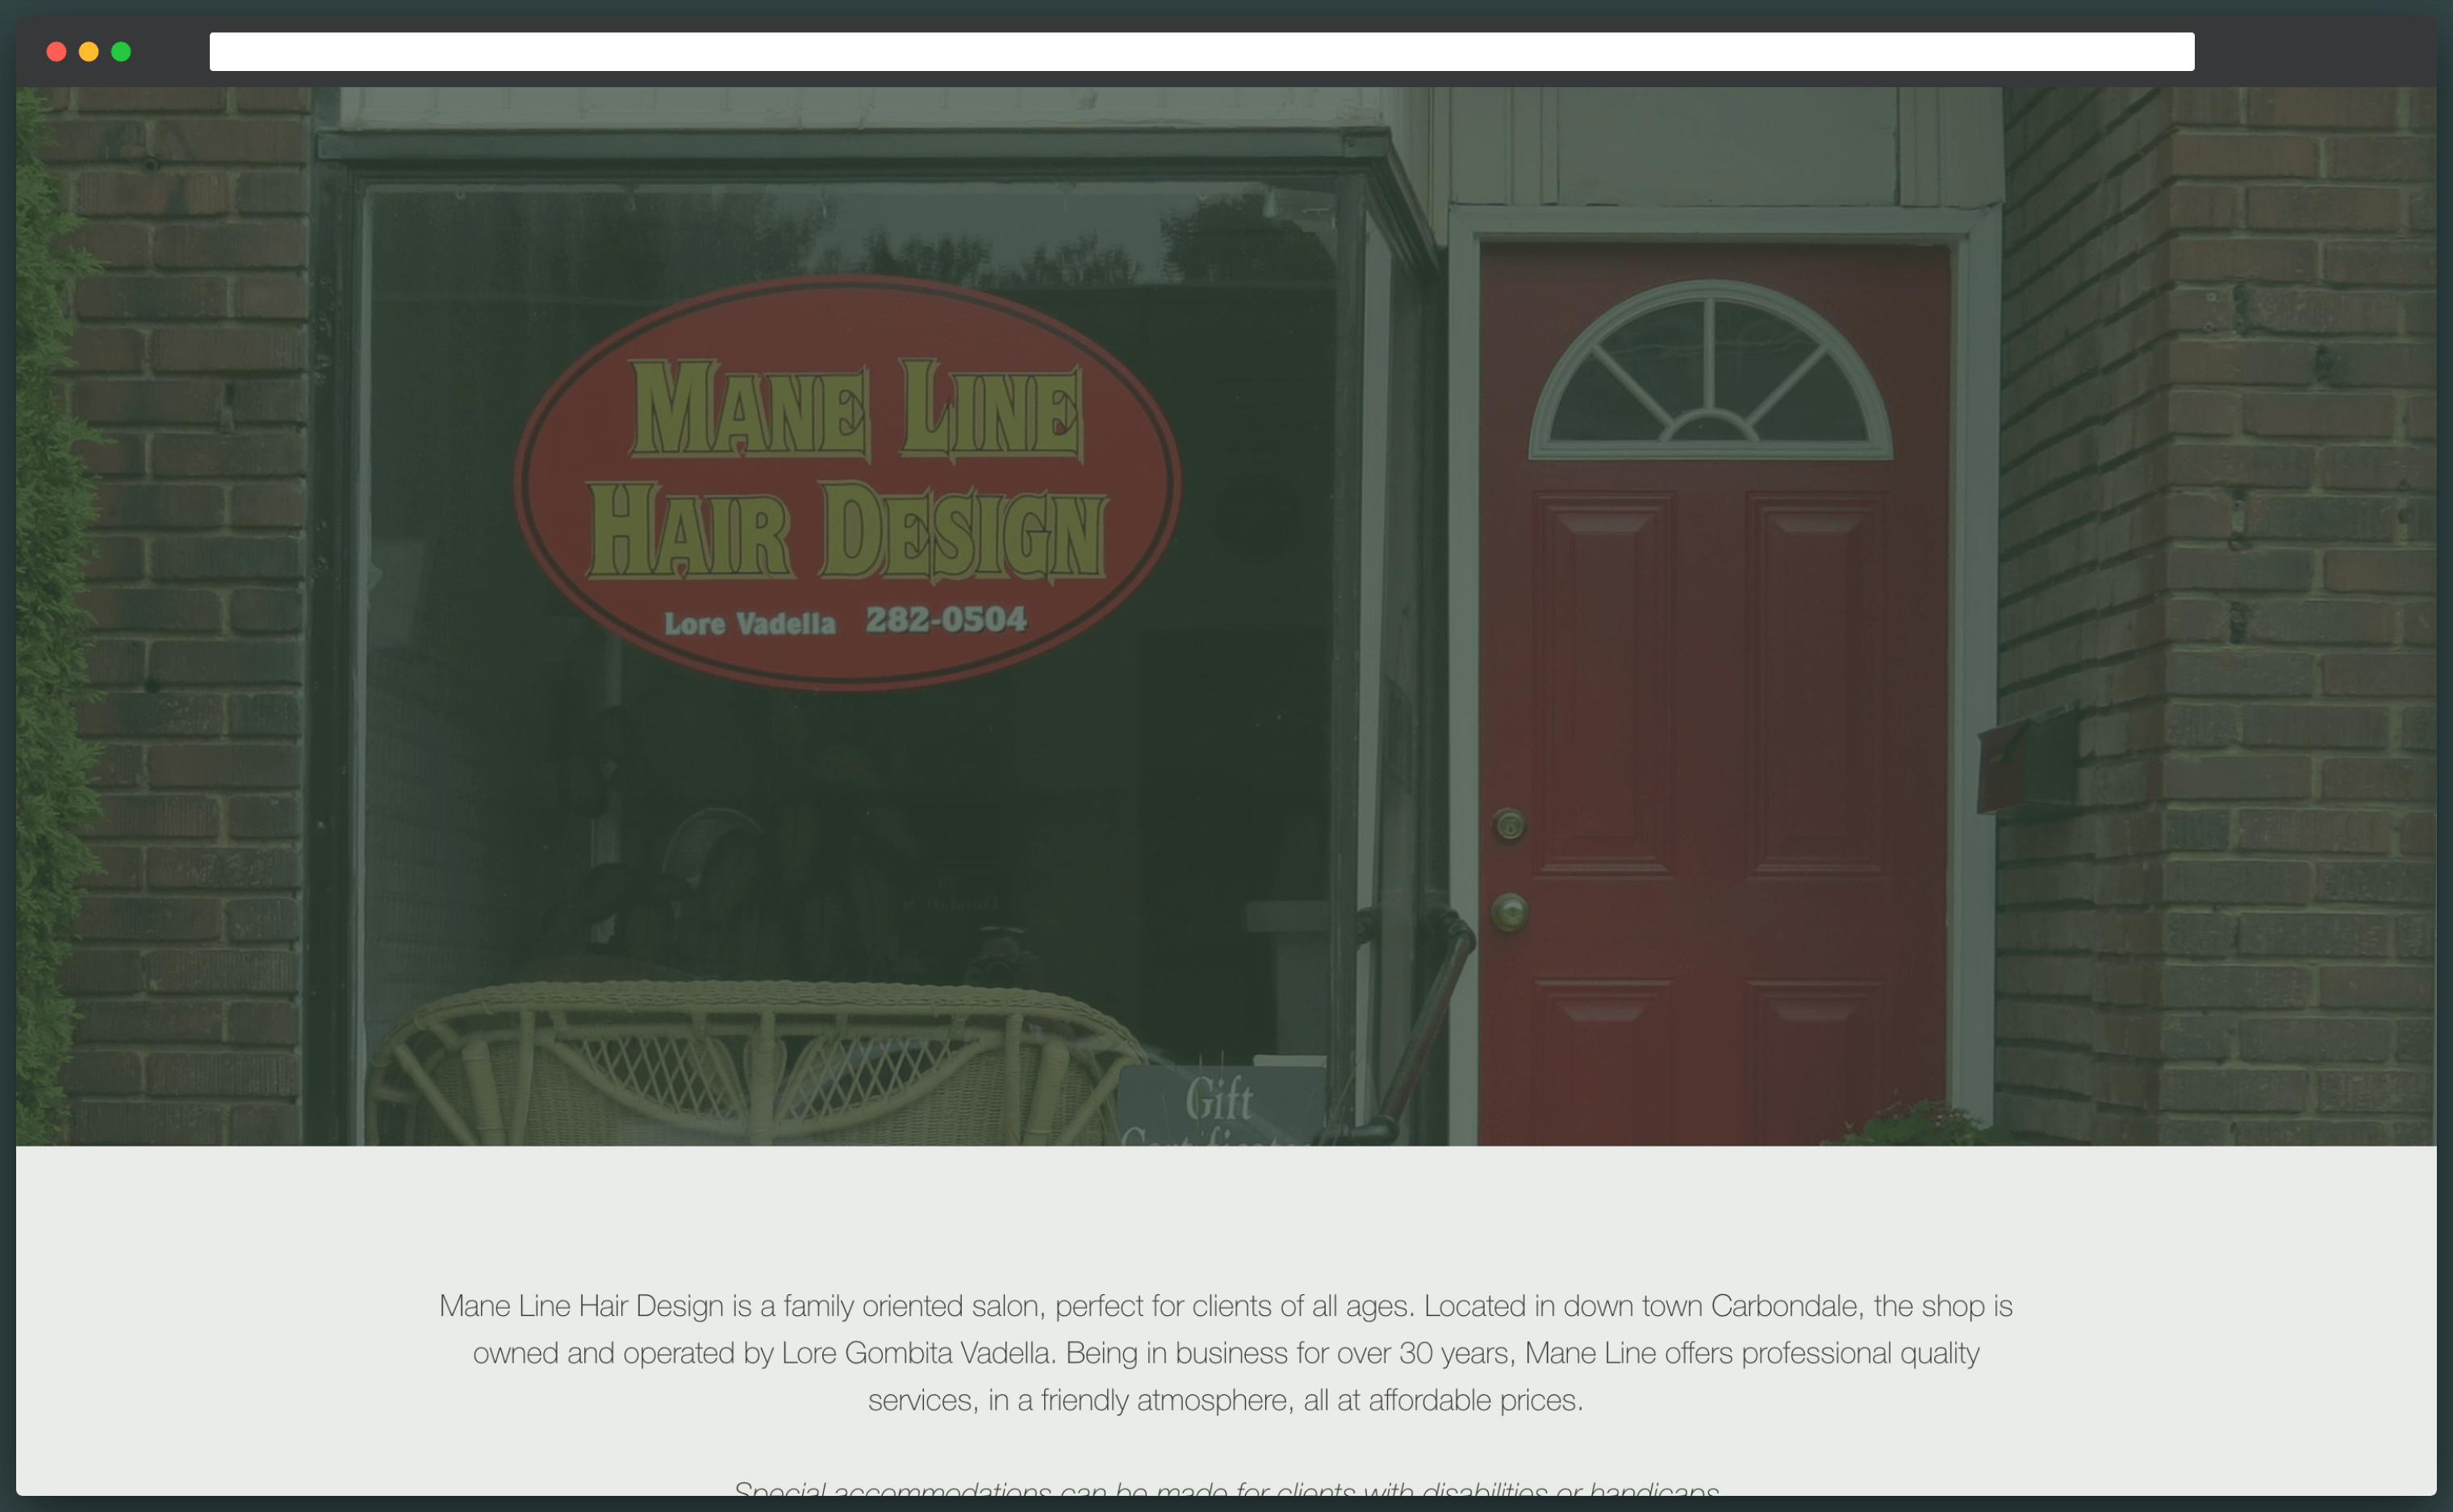 Mane Line
Hair Design
Lore Vadella 282-0504
Gift
Certificates
Mane Line Hair Design is a family oriented salon, perfect for clients of all ages. Located in down town Carbondale, the shop is
owned and operated by Lore Gombita Vadella. Being in business for over 30 years, Mane Line offers professional quality
services, in a friendly atmosphere, all at affordable prices.
Special accommodations can be made for clients with disabilities or handicaps.